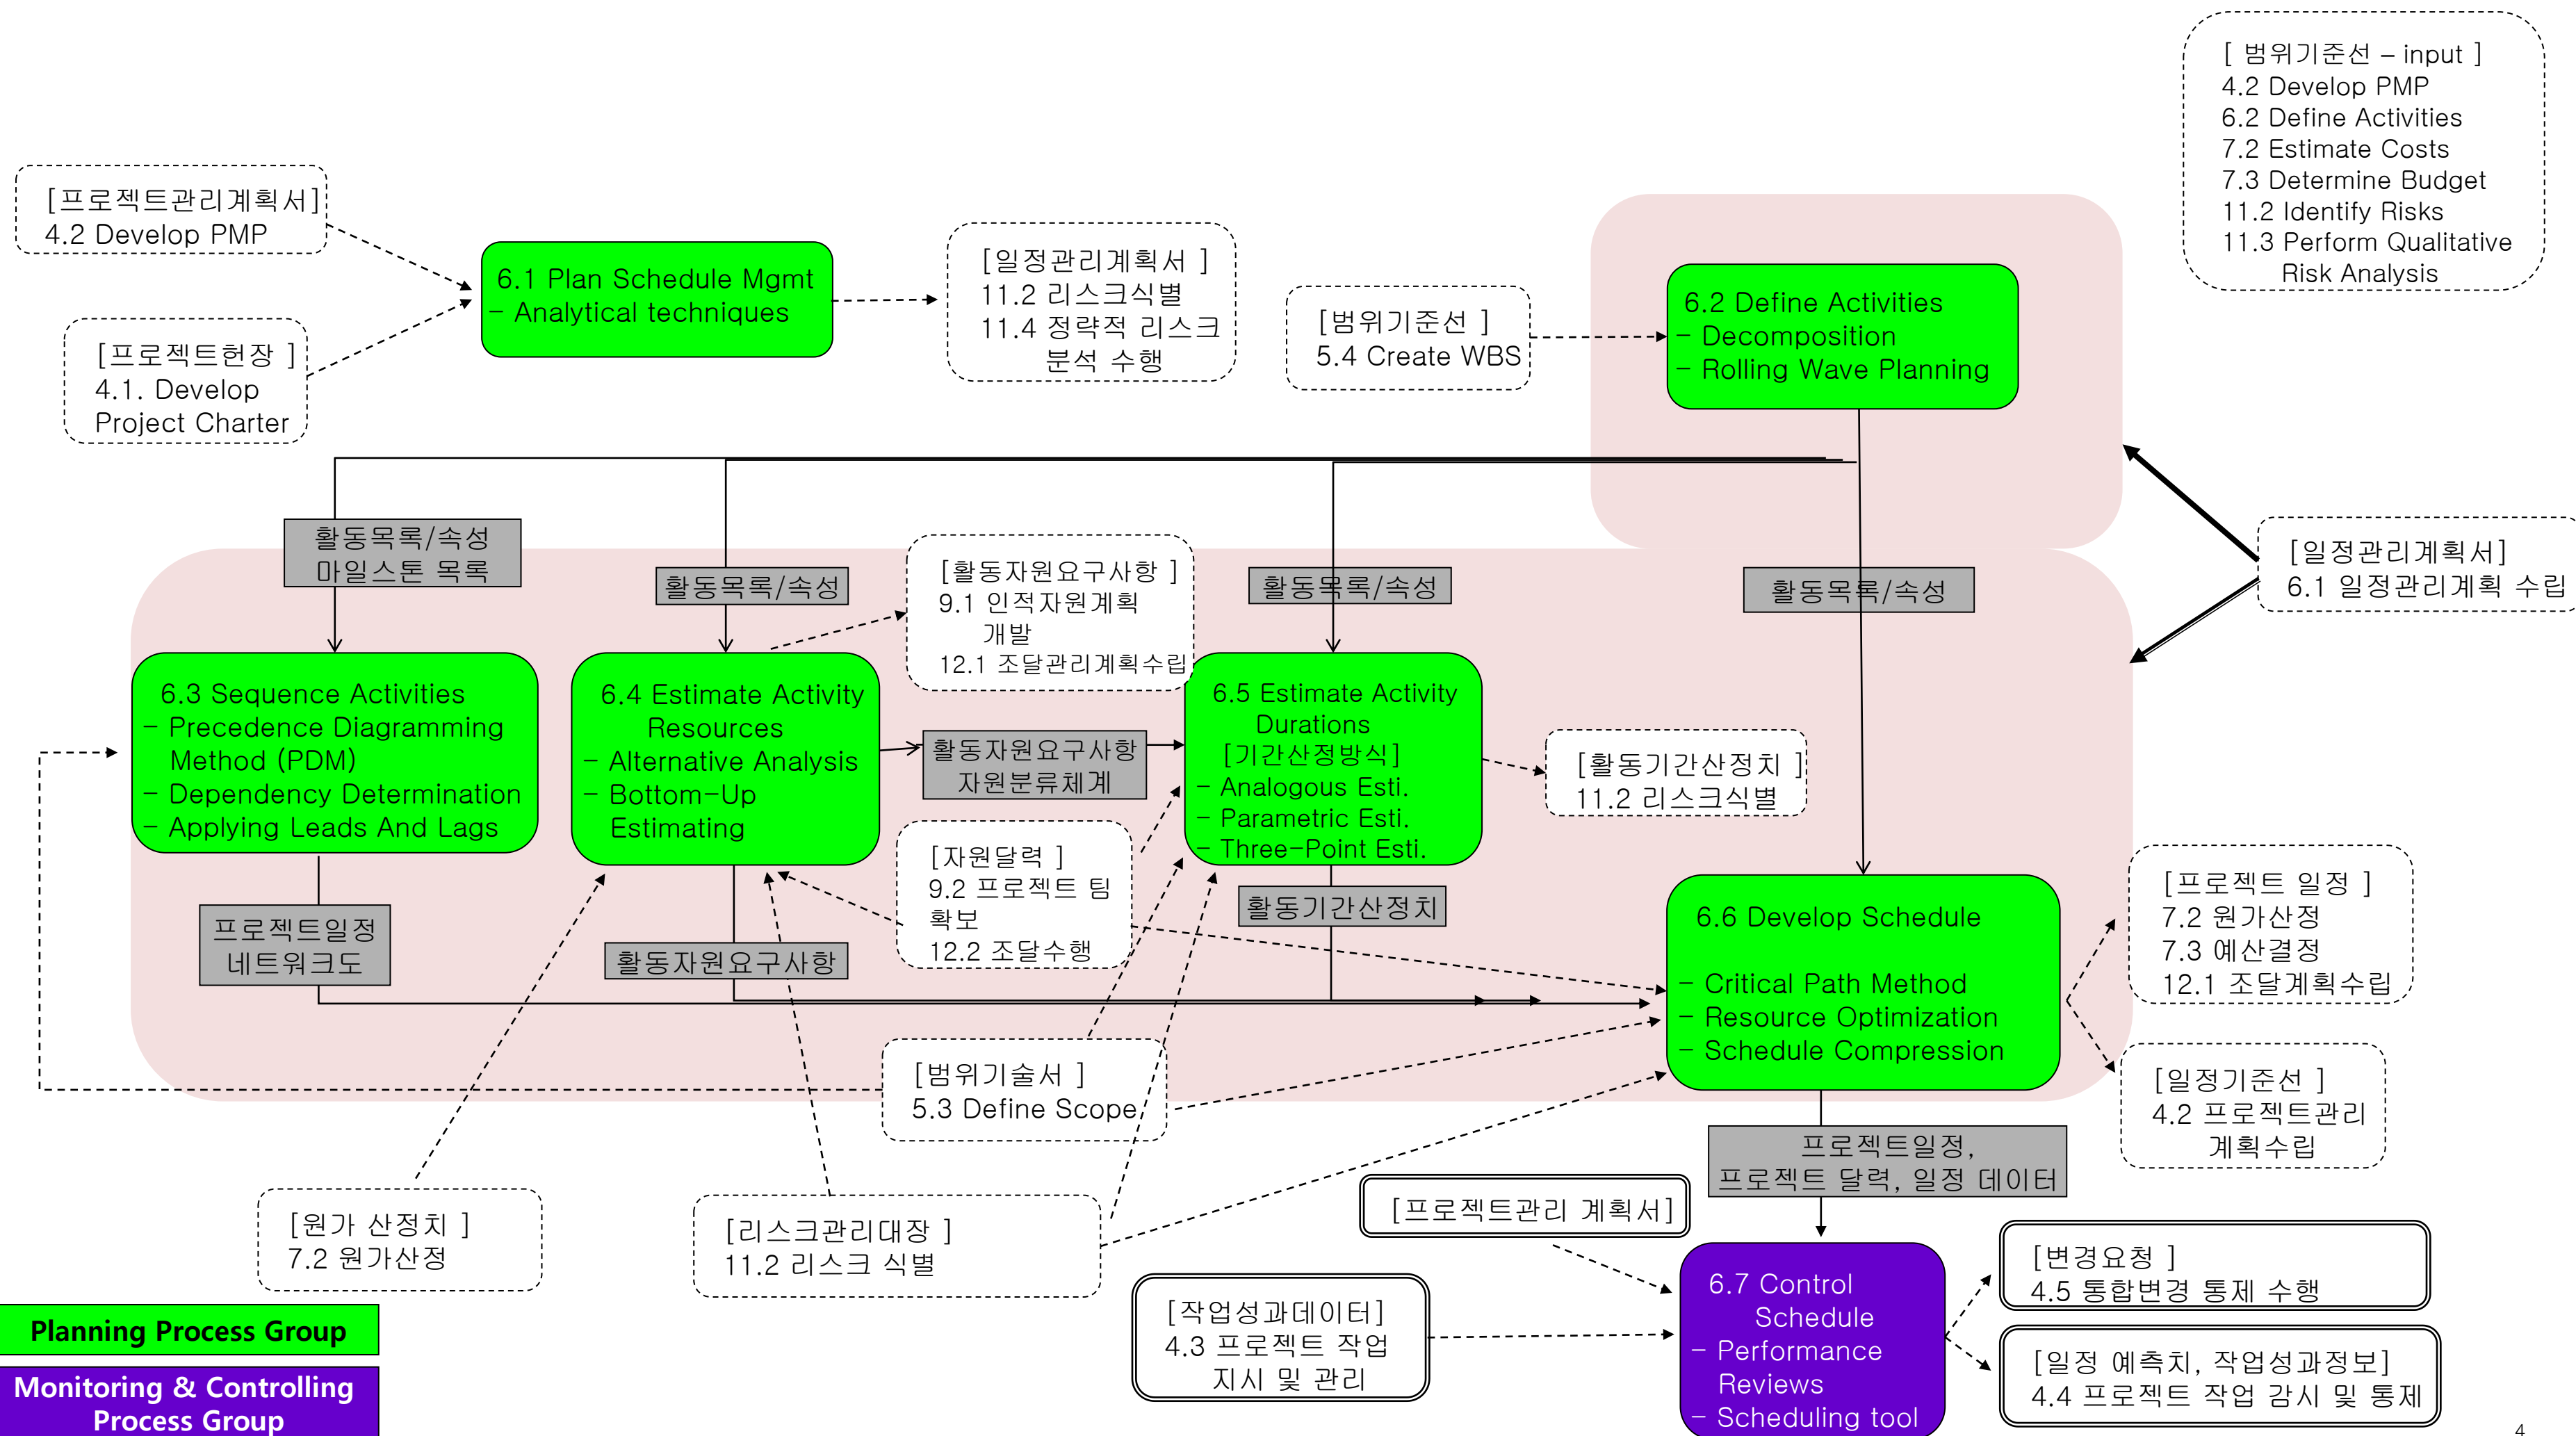 [ 범위기준선 – input ]
4.2 Develop PMP
6.2 Define Activities
7.2 Estimate Costs
7.3 Determine Budget
11.2 Identify Risks
11.3 Perform Qualitative
Risk Analysis
[프로젝트관리계획서]
4.2 Develop PMP
[프로젝트헌장 ]
4.1. Develop
Project Charter
6.1 Plan Schedule Mgmt
- Analytical techniques
[일정관리계획서 ]
11.2 리스크식별
11.4 정략적 리스크
분석 수행
[범위기준선 ]
5.4 Create WBS
6.2 Define Activities
- Decomposition
- Rolling Wave Planning
[일정관리계획서]
6.1 일정관리계획 수립
활동목록/속성
마일스톤 목록
활동목록/속성
[활동자원요구사항 ]
9.1 인적자원계획
개발
12.1 조달관리계획수립
활동목록/속성
활동목록/속성
6.3 Sequence Activities
- Precedence Diagramming
Method (PDM)
- Dependency Determination
- Applying Leads And Lags
6.4 Estimate Activity
Resources
- Alternative Analysis
- Bottom-Up
Estimating
활동자원요구사항
자원분류체계
6.5 Estimate Activity
Durations
[기간산정방식]
- Analogous Esti.
- Parametric Esti.
- Three-Point Esti.
[활동기간산정치 ]
11.2 리스크식별
[자원달력 ]
9.2 프로젝트 팀
확보
12.2 조달수행
활동기간산정치
프로젝트일정
네트워크도
활동자원요구사항
6.6 Develop Schedule
- Critical Path Method
- Resource Optimization
- Schedule Compression
[프로젝트 일정 ]
7.2 원가산정
7.3 예산결정
12.1 조달계획수립
[일정기준선 ]
4.2 프로젝트관리
계획수립
[범위기술서 ]
5.3 Define Scope
프로젝트일정,
프로젝트 달력, 일정 데이터
[원가 산정치 ]
7.2 원가산정
[리스크관리대장 ]
11.2 리스크 식별
[프로젝트관리 계획서]
[작업성과데이터]
4.3 프로젝트 작업
지시 및 관리
6.7 Control
Schedule
- Performance
Reviews
- Scheduling tool
[변경요청 ]
4.5 통합변경 통제 수행
[일정 예측치, 작업성과정보]
4.4 프로젝트 작업 감시 및 통제
Planning Process Group
Monitoring & Controlling
Process Group
4